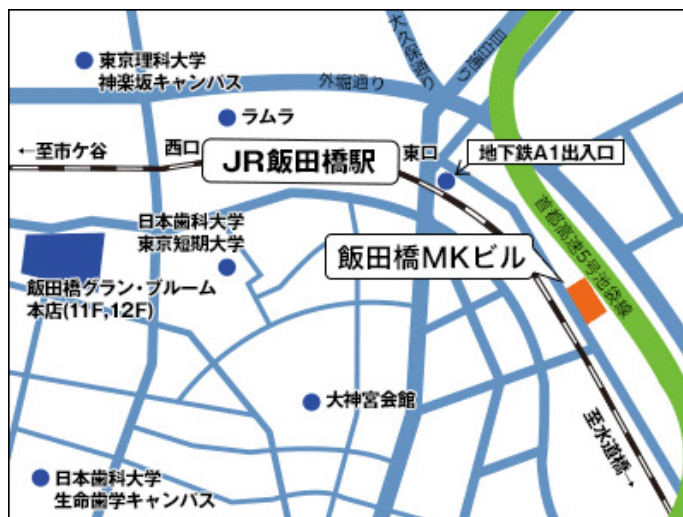 東京理科大学
神楽坂キャンパス
大久保通り
目白通り
外堀通り
ラムラ
←至市ケ谷
西口
JR飯田橋駅
東口
地下鉄A1出入口
首都高速5号池袋線
日本歯科大学
東京短期大学
飯田橋MKビル
飯田橋グラン・ブルーム
本店(11F,12F)
大神宮会館
至水道橋→
日本歯科大学
生命歯学キャンパス